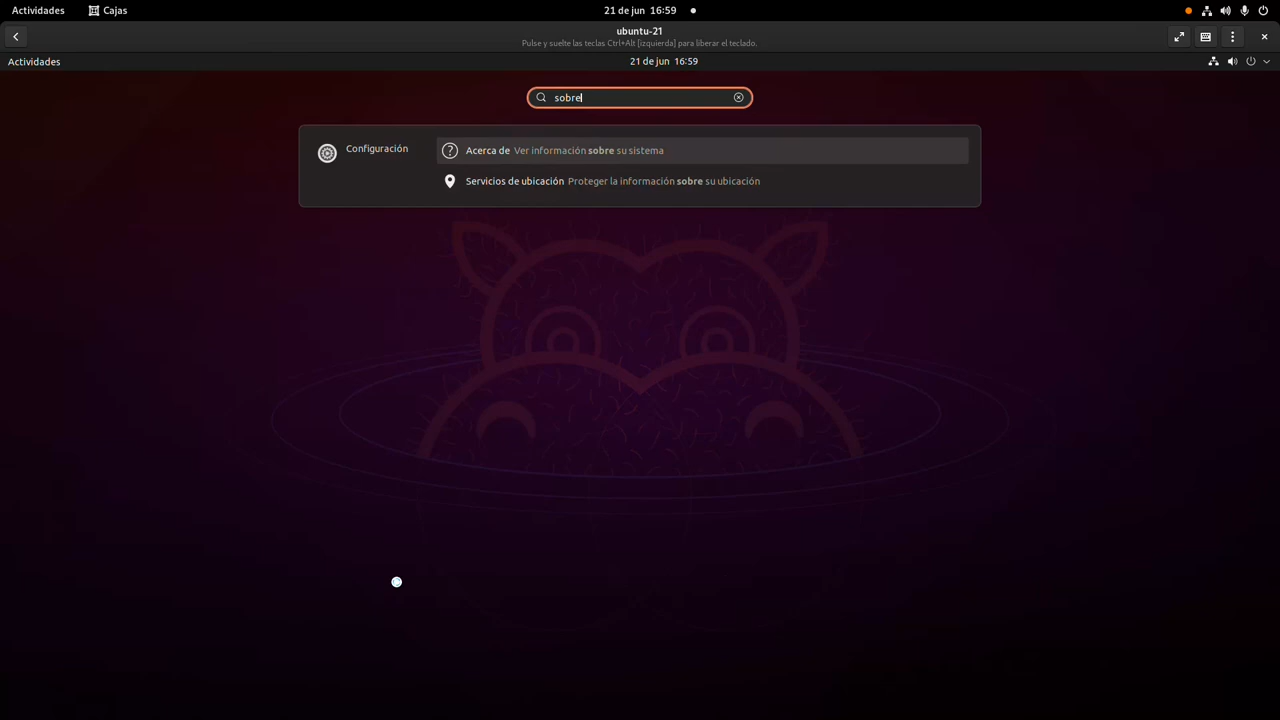 Actividades Cajas 21 de jun 16:59
ubuntu-21
Pulse y suelte las teclas Ctrl+Alt [izquierda] para liberar el teclado.
Actividades 21 de jun 16:59
sobre
Configuración
Acerca de Ver información sobre su sistema
Servicios de ubicación Proteger la información sobre su ubicación